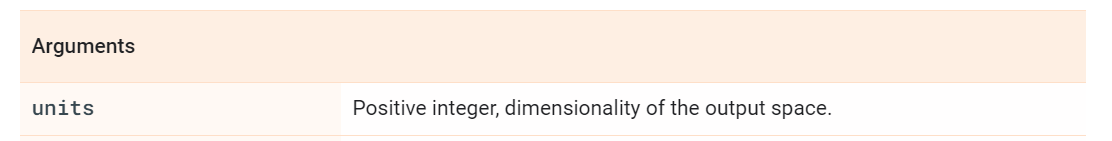 Arguments
units Positive integer, dimensionality of the output space.